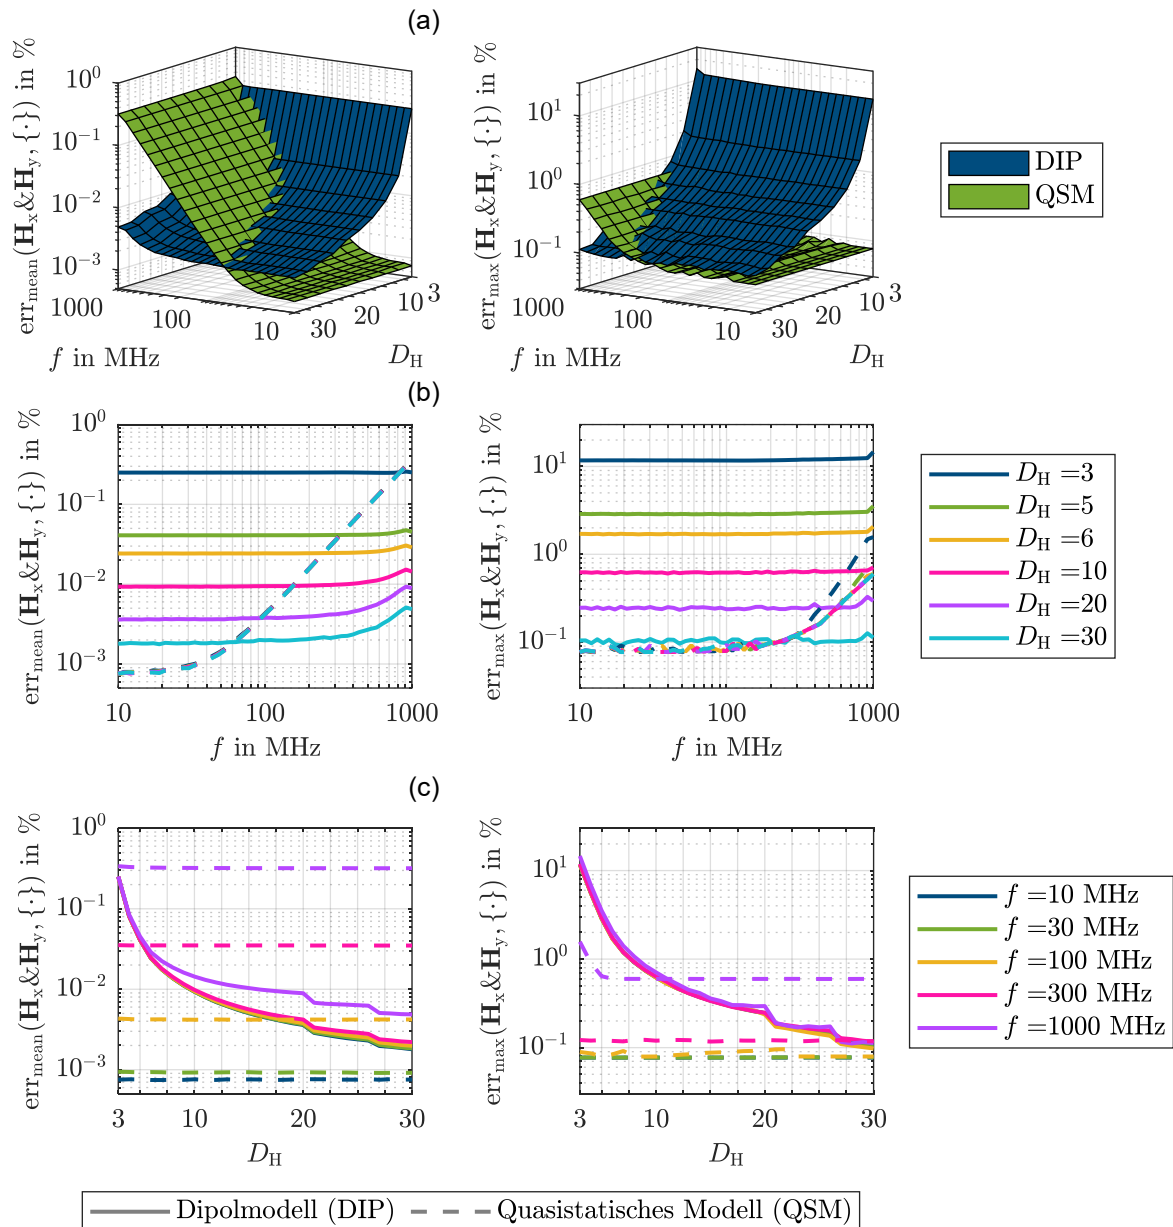 (a)
err_mean(H_x&H_y, {·}) in %
10^0
10^-1
10^-2
10^-3
1000
100
10
f in MHz
30
20
10
3
D_H
err_max(H_x&H_y, {·}) in %
10^1
10^0
10^-1
1000
100
10
f in MHz
30
20
10
3
D_H
DIP
QSM
(b)
err_mean(H_x&H_y, {·}) in %
10^0
10^-1
10^-2
10^-3
10 100 1000
f in MHz
err_max(H_x&H_y, {·}) in %
10^1
10^0
10^-1
10 100 1000
f in MHz
D_H =3
D_H =5
D_H =6
D_H =10
D_H =20
D_H =30
(c)
err_mean(H_x&H_y, {·}) in %
10^0
10^-1
10^-2
10^-3
3 10 20 30
D_H
err_max(H_x&H_y, {·}) in %
10^1
10^0
10^-1
3 10 20 30
D_H
f =10 MHz
f =30 MHz
f =100 MHz
f =300 MHz
f =1000 MHz
Dipolmodell (DIP) Quasistatisches Modell (QSM)